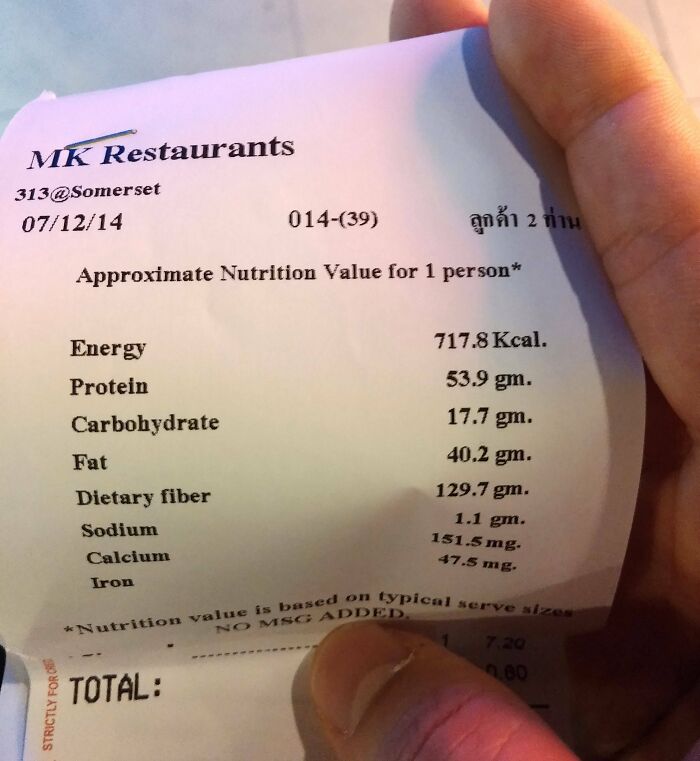 MK Restaurants
313@Somerset
07/12/14 014-(39) ลูกค้า 2 ท่าน
Approximate Nutrition Value for 1 person*
Energy 717.8 Kcal.
Protein 53.9 gm.
Carbohydrate 17.7 gm.
Fat 40.2 gm.
Dietary fiber 129.7 gm.
Sodium 1.1 gm.
Calcium 151.5 mg.
Iron 47.5 mg.
*Nutrition value is based on typical serve sizes
NO MSG ADDED.
1 7.20
0.60
TOTAL:
STRICTLY FOR